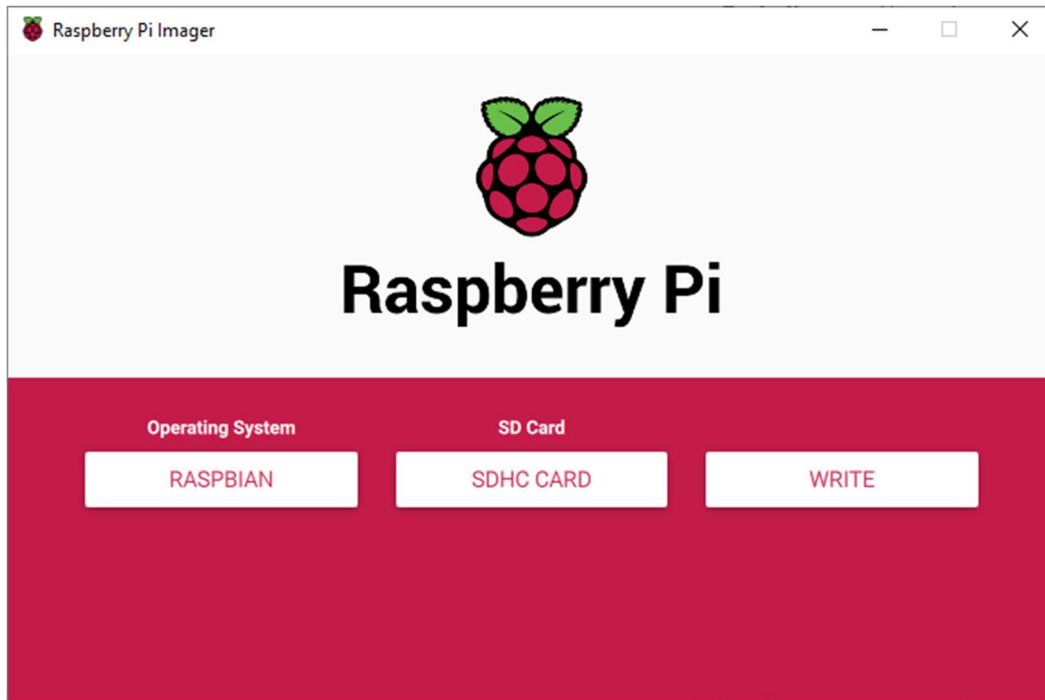 Raspberry Pi Imager
Raspberry Pi
Operating System
SD Card
RASPBIAN
SDHC CARD
WRITE